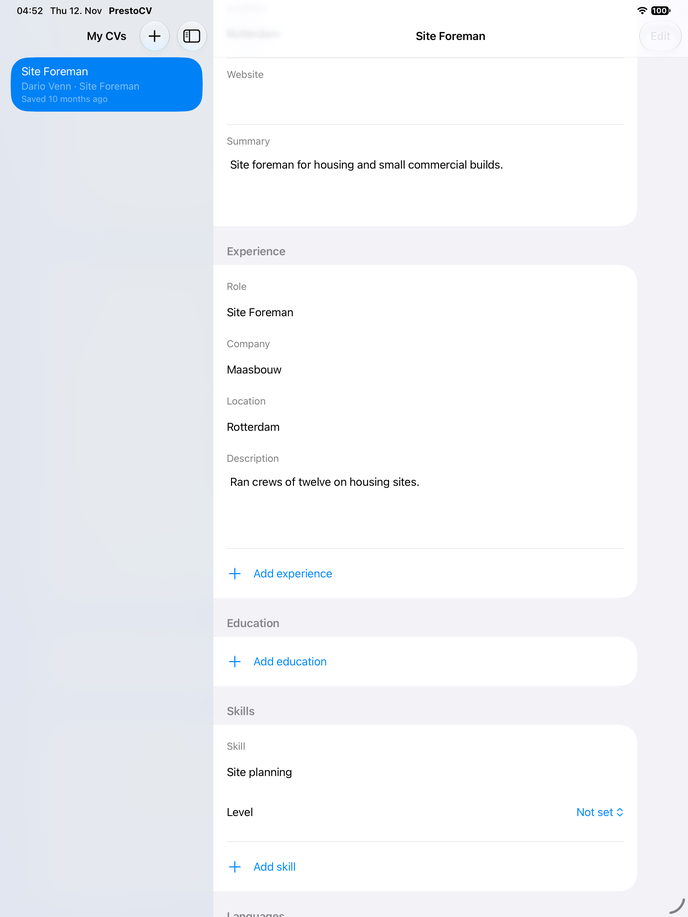 04:52 Thu 12. Nov PrestoCV
100
My CVs
Site Foreman
Edit
Site Foreman
Dario Venn · Site Foreman
Saved 10 months ago
Website
Summary
Site foreman for housing and small commercial builds.
Experience
Role
Site Foreman
Company
Maasbouw
Location
Rotterdam
Description
Ran crews of twelve on housing sites.
Add experience
Education
Add education
Skills
Skill
Site planning
Level
Not set
Add skill
Languages